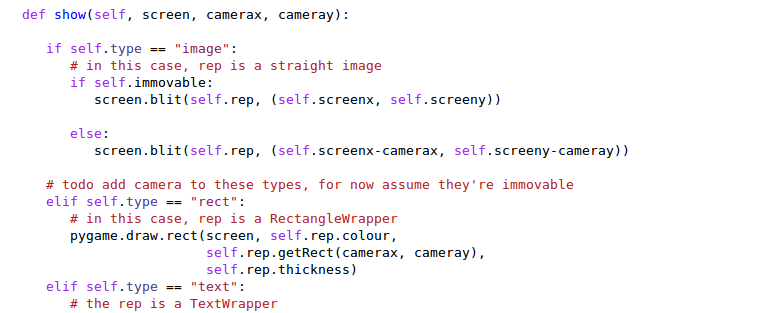 def show(self, screen, camerax, cameray):
if self.type == "image":
# in this case, rep is a straight image
if self.immovable:
screen.blit(self.rep, (self.screenx, self.screeny))
else:
screen.blit(self.rep, (self.screenx-camerax, self.screeny-cameray))
# todo add camera to these types, for now assume they're immovable
elif self.type == "rect":
# in this case, rep is a RectangleWrapper
pygame.draw.rect(screen, self.rep.colour,
self.rep.getRect(camerax, cameray),
self.rep.thickness)
elif self.type == "text":
# the rep is a TextWrapper